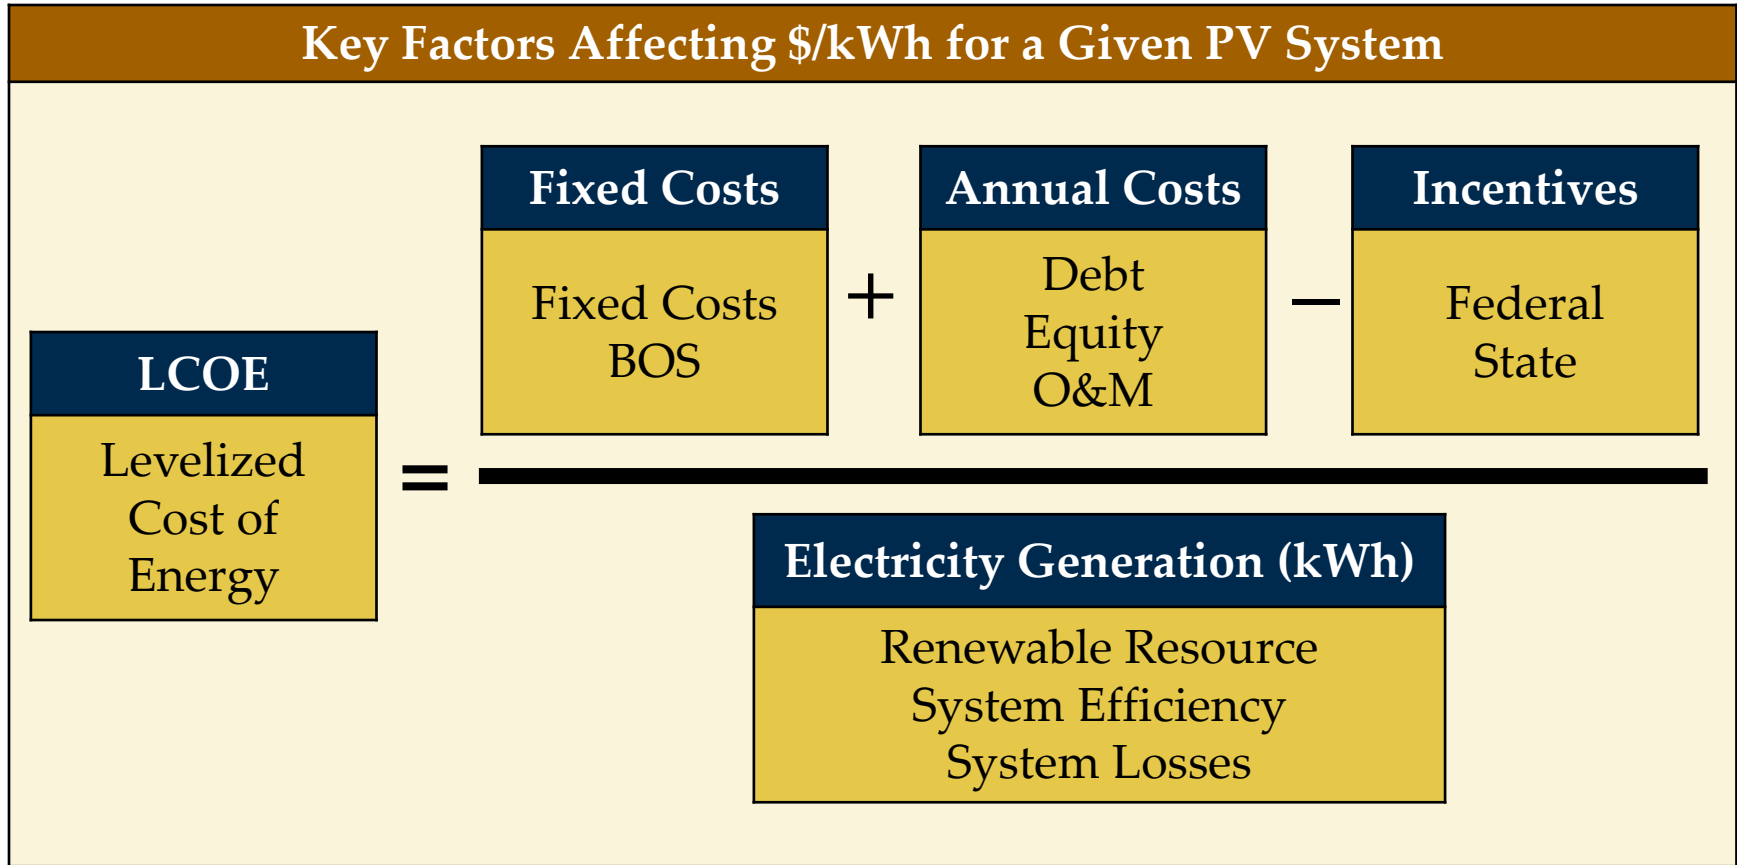 Key Factors Affecting $/kWh for a Given PV System
LCOE
Levelized
Cost of
Energy
=
Fixed Costs
Fixed Costs
BOS
+
Annual Costs
Debt
Equity
O&M
–
Incentives
Federal
State
Electricity Generation (kWh)
Renewable Resource
System Efficiency
System Losses